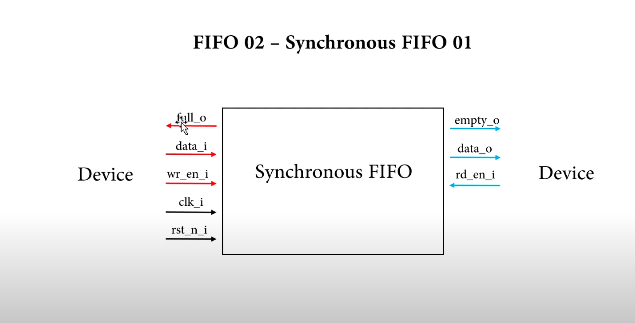 FIFO 02 – Synchronous FIFO 01
full_o
data_i
wr_en_i
clk_i
rst_n_i
Device
Synchronous FIFO
empty_o
data_o
rd_en_i
Device